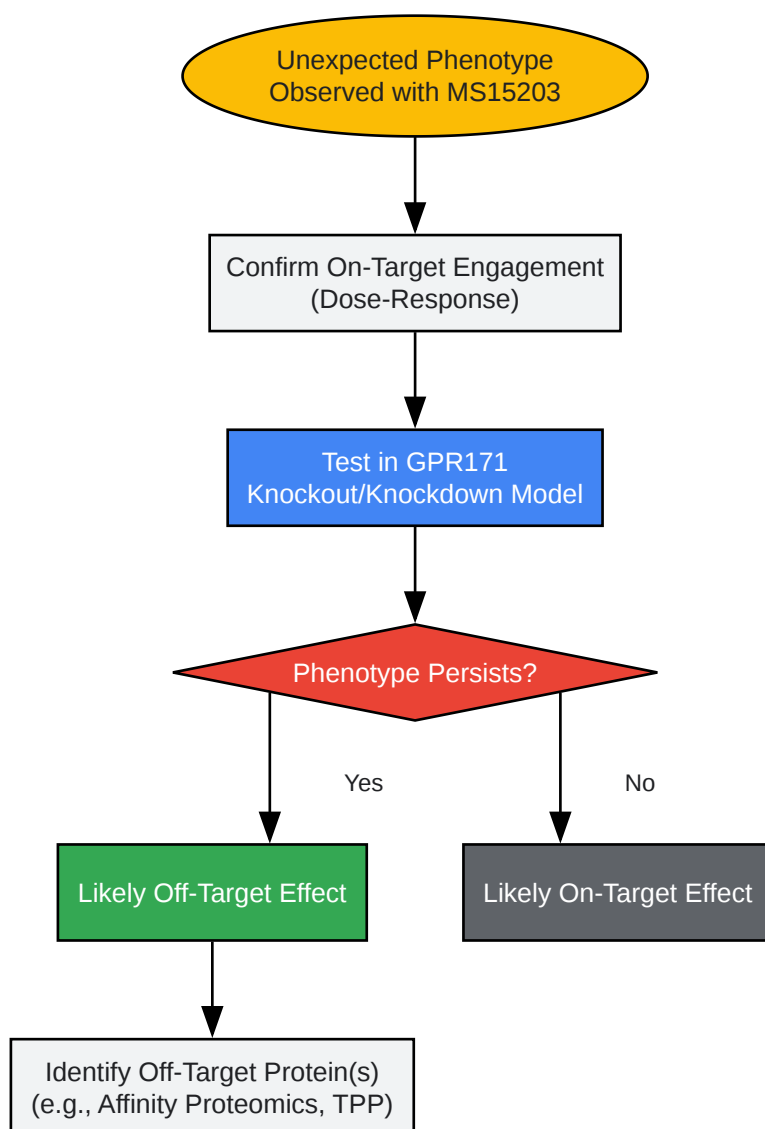 Unexpected Phenotype
Observed with MS15203
Confirm On-Target Engagement
(Dose-Response)
Test in GPR171
Knockout/Knockdown Model
Phenotype Persists?
Yes
No
Likely Off-Target Effect
Likely On-Target Effect
Identify Off-Target Protein(s)
(e.g., Affinity Proteomics, TPP)